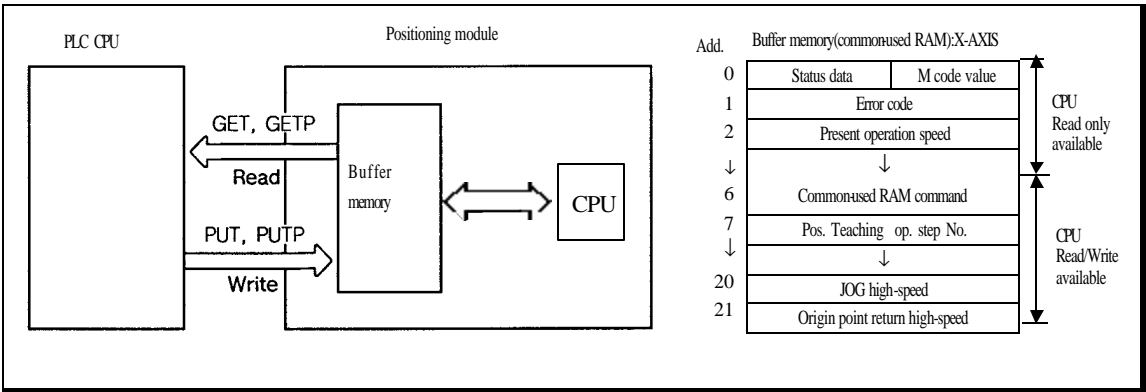 PLC CPU
Positioning module
GET, GETP
Read
PUT, PUTP
Write
Buffer
memory
CPU
Add.
Buffer memory(common-used RAM):X-AXIS
0
Status data
M code value
1
Error code
2
Present operation speed
↓
↓
6
Common-used RAM command
7
Pos. Teaching op. step No.
↓
↓
20
JOG high-speed
21
Origin point return high-speed
CPU
Read only
available
CPU
Read/Write
available